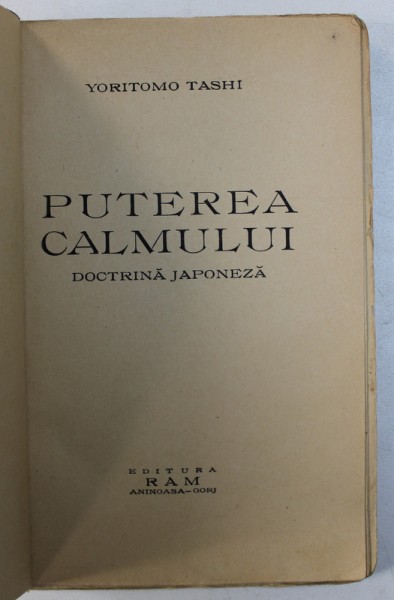 YORITOMO TASHI
PUTEREA
CALMULUI
DOCTRINĂ JAPONEZĂ
EDITURA
RAM
ANINOASA—GORJ